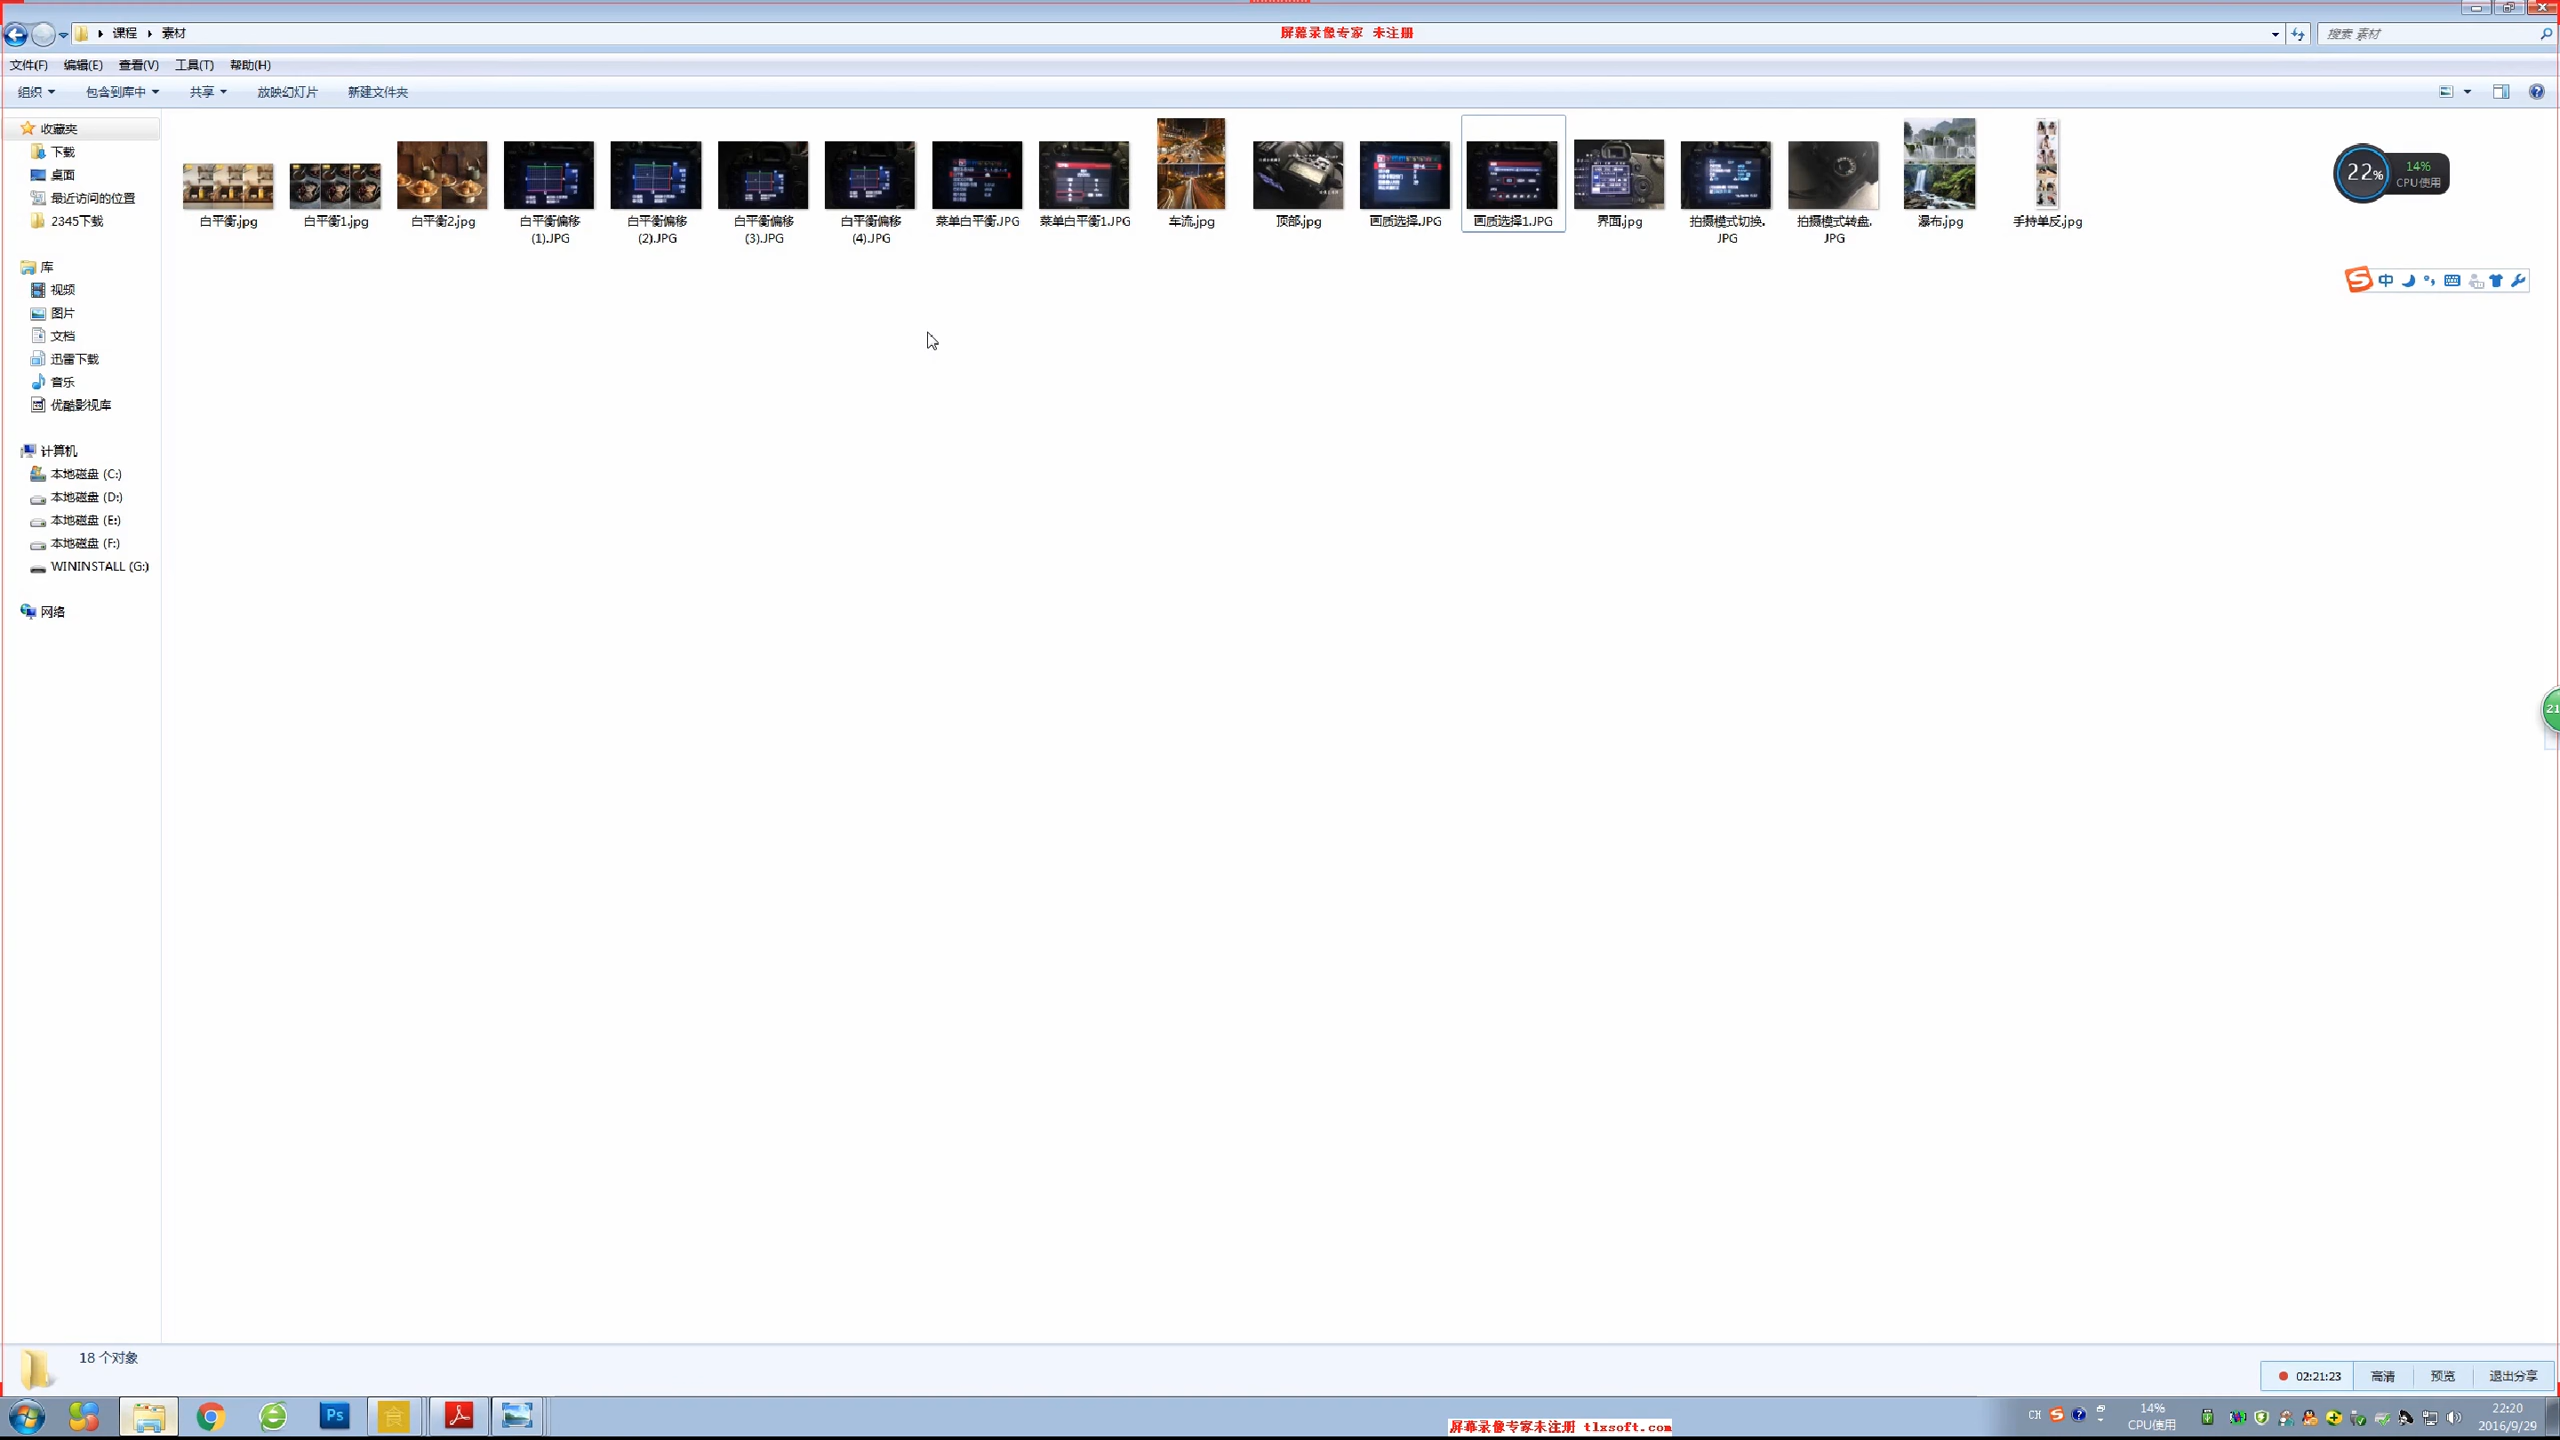 课程 素材
屏幕录像专家 未注册
搜索 素材
文件(F) 编辑(E) 查看(V) 工具(T) 帮助(H)
组织 包含到库中 共享 放映幻灯片 新建文件夹
收藏夹
下载
桌面
最近访问的位置
2345下载
库
视频
图片
文档
迅雷下载
音乐
优酷影视库
计算机
本地磁盘 (C:)
本地磁盘 (D:)
本地磁盘 (E:)
本地磁盘 (F:)
WININSTALL (G:)
网络
白平衡.jpg
白平衡1.jpg
白平衡2.jpg
白平衡偏移
(1).JPG
白平衡偏移
(2).JPG
白平衡偏移
(3).JPG
白平衡偏移
(4).JPG
菜单白平衡.JPG
菜单白平衡1.JPG
车流.jpg
顶部.jpg
画质选择.JPG
画质选择1.JPG
界面.jpg
拍摄模式切换.
JPG
拍摄模式转盘.
JPG
瀑布.jpg
手持单反.jpg
22%
14%
CPU使用
中
21
18 个对象
02:21:23 高清 预览 退出分享
Ps
食
屏幕录像专家未注册 tlxsoft.com
CH
14%
CPU使用
22:20
2016/9/29